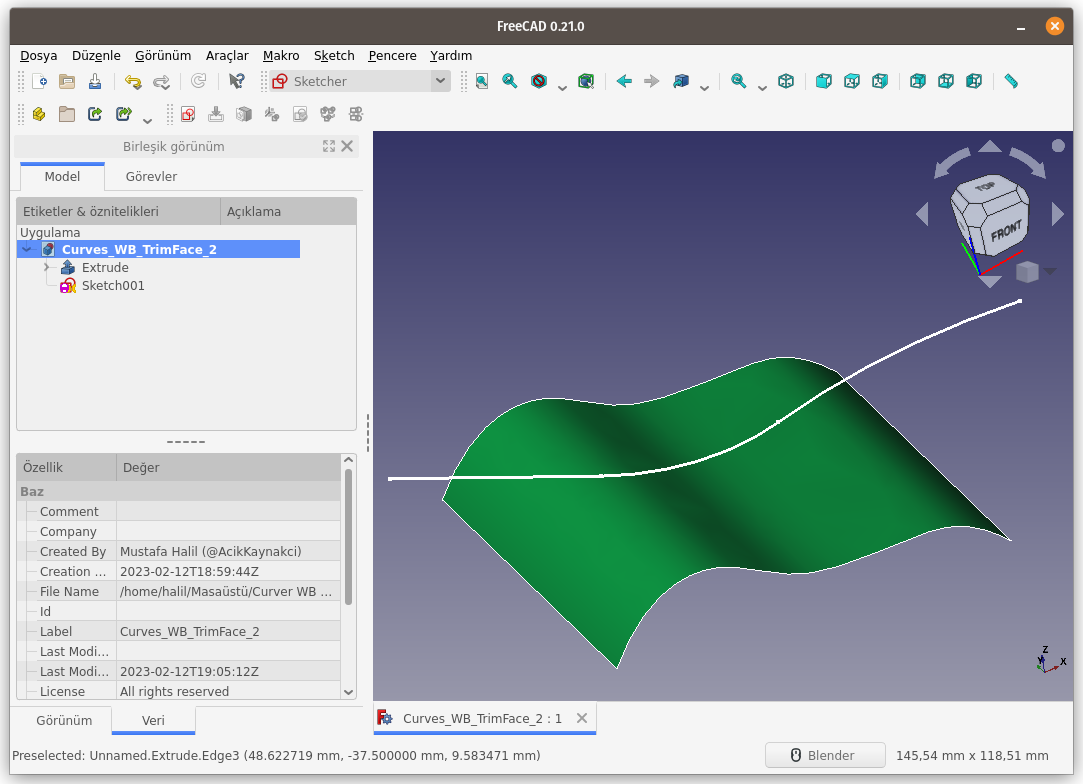 FreeCAD 0.21.0
Dosya Düzenle Görünüm Araçlar Makro Sketch Pencere Yardım
Sketcher
Birleşik görünüm
Model Görevler
Etiketler & öznitelikleri Açıklama
Uygulama
Curves_WB_TrimFace_2
Extrude
Sketch001
TOP
FRONT
Özellik Değer
Baz
Comment
Company
Created By Mustafa Halil (@AcikKaynakci)
Creation ... 2023-02-12T18:59:44Z
File Name /home/halil/Masaüstü/Curver WB ...
Id
Label Curves_WB_TrimFace_2
Last Modi...
Last Modi... 2023-02-12T19:05:12Z
License All rights reserved
Z
Y X
Görünüm Veri
Curves_WB_TrimFace_2 : 1
Preselected: Unnamed.Extrude.Edge3 (48.622719 mm, -37.500000 mm, 9.583471 mm)
Blender 145,54 mm x 118,51 mm